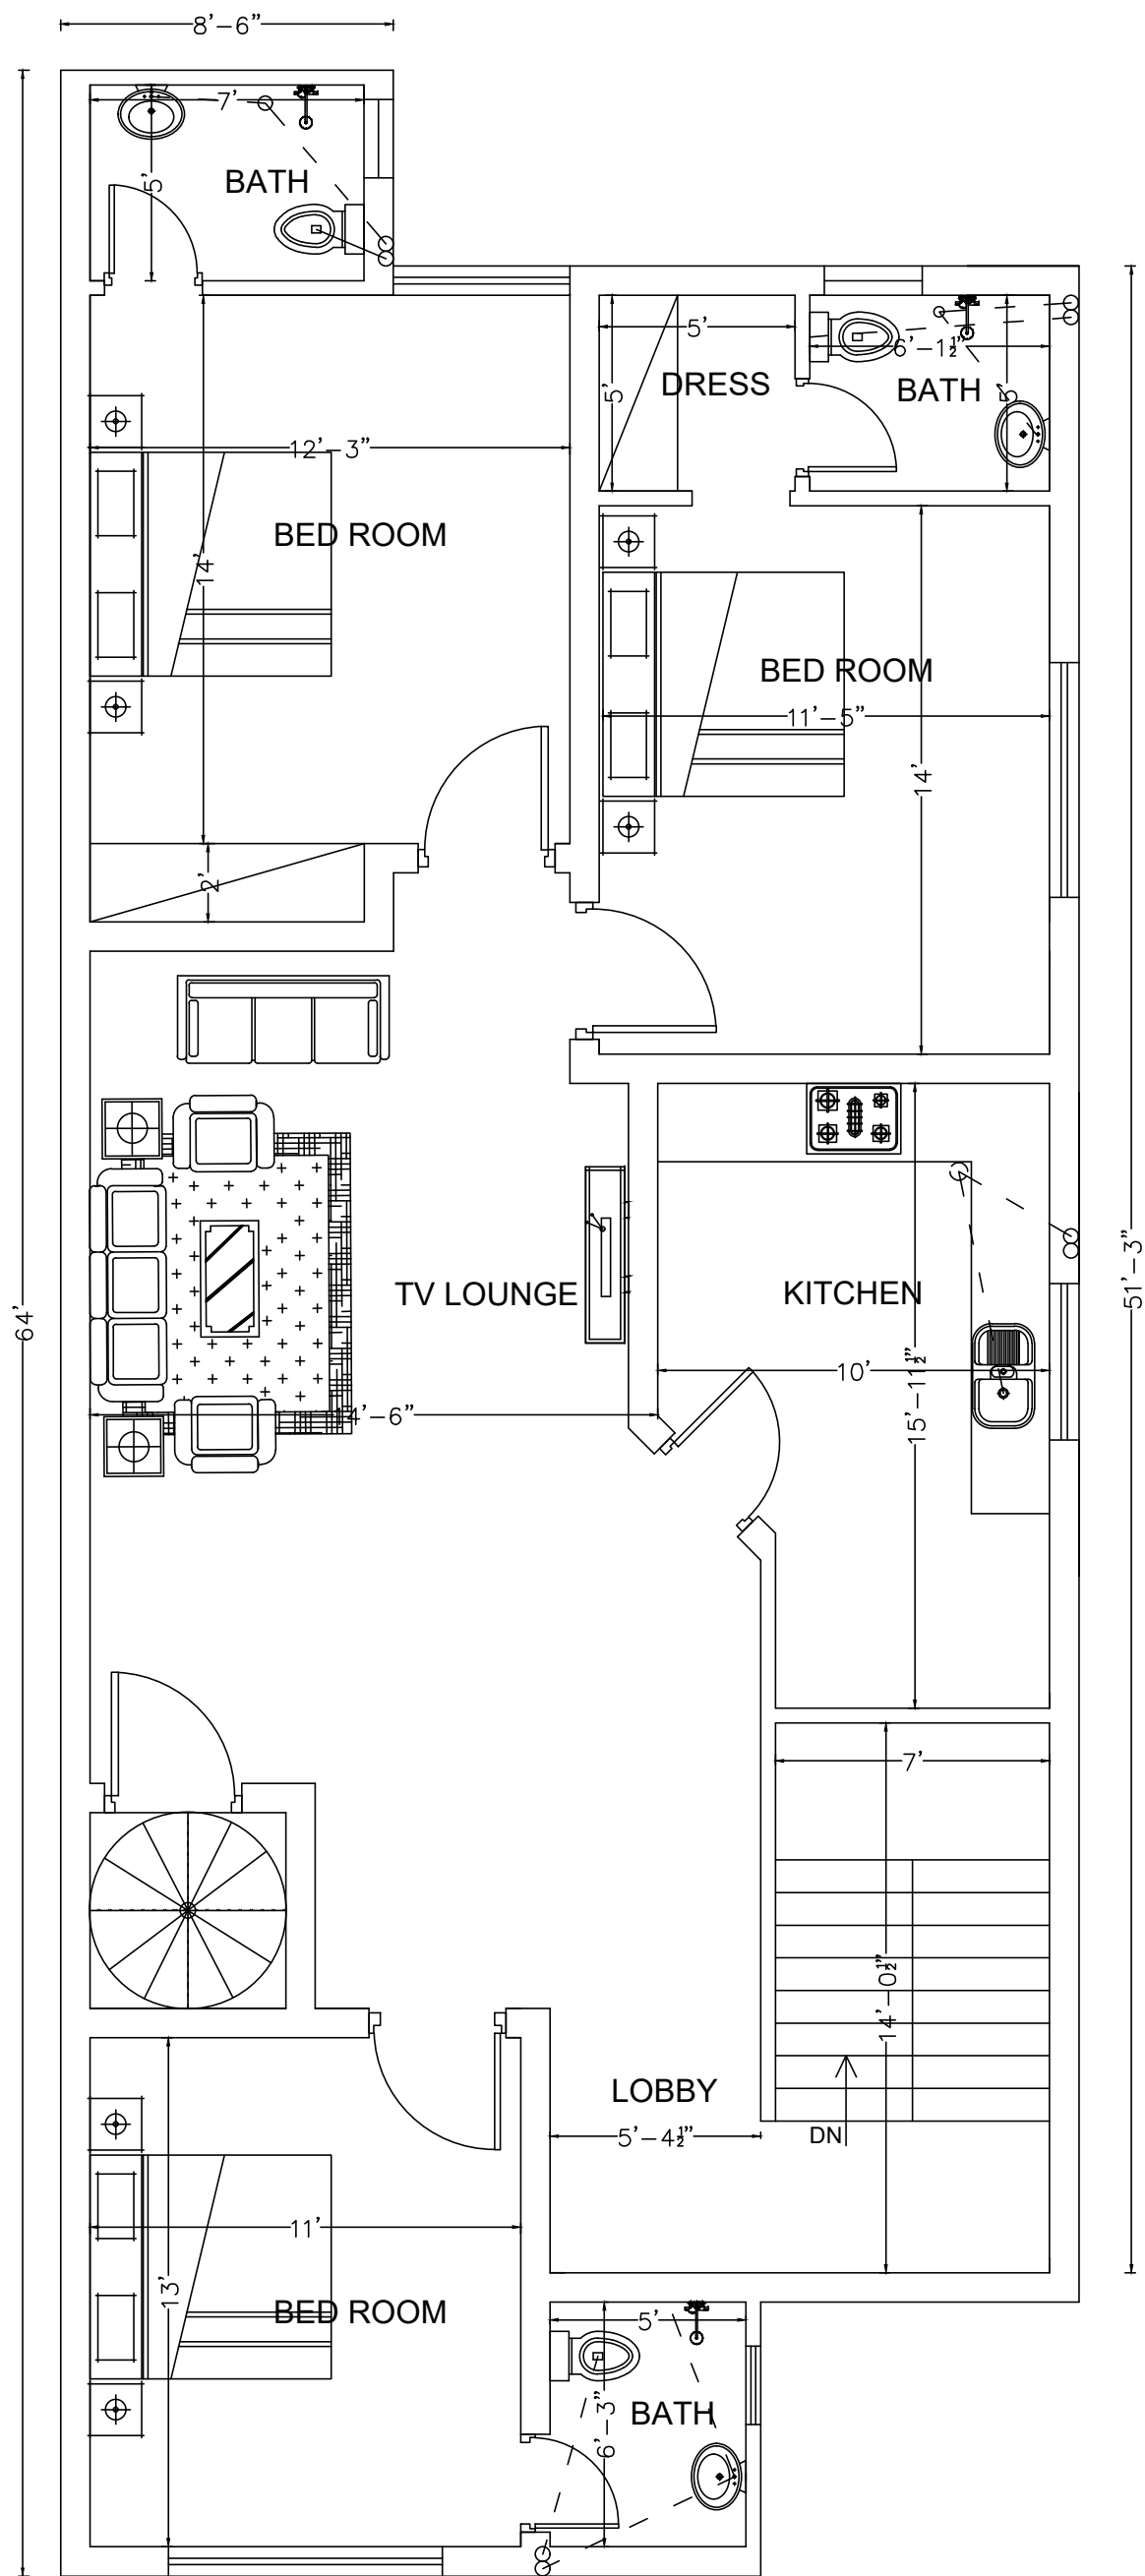 8'-6"
7'
BATH
5'
5'
6'-1½"
DRESS
BATH
5'
5'
12'-3"
BED ROOM
14'
BED ROOM
11'-5"
14'
2'
51'-3"
TV LOUNGE
KITCHEN
64'
10'
15'-11½"
14'-6"
7'
14'-0½"
LOBBY
5'-4½"
DN
11'
13'
BED ROOM
5'
6'-3"
BATH